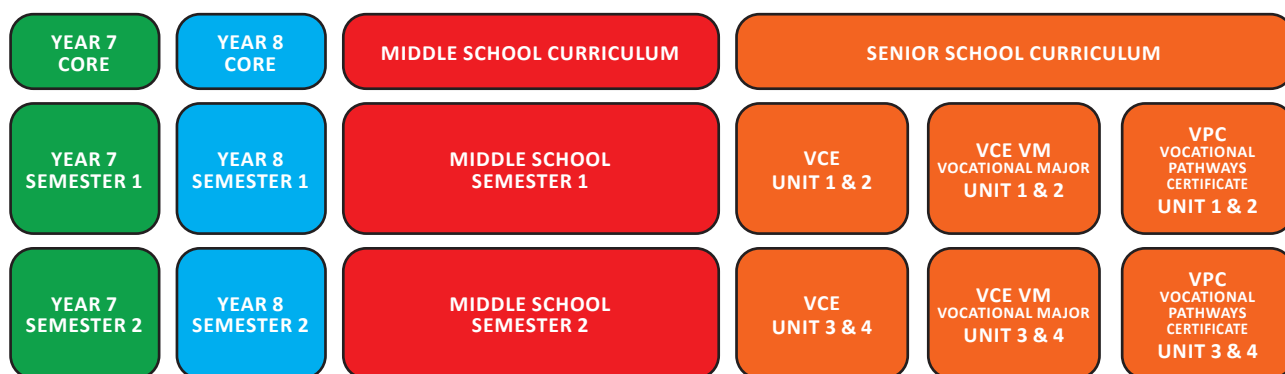 YEAR 7
CORE
YEAR 8
CORE
MIDDLE SCHOOL CURRICULUM
SENIOR SCHOOL CURRICULUM
YEAR 7
SEMESTER 1
YEAR 8
SEMESTER 1
MIDDLE SCHOOL
SEMESTER 1
VCE
UNIT 1 & 2
VCE VM
VOCATIONAL MAJOR
UNIT 1 & 2
VPC
VOCATIONAL
PATHWAYS
CERTIFICATE
UNIT 1 & 2
YEAR 7
SEMESTER 2
YEAR 8
SEMESTER 2
MIDDLE SCHOOL
SEMESTER 2
VCE
UNIT 3 & 4
VCE VM
VOCATIONAL MAJOR
UNIT 3 & 4
VPC
VOCATIONAL
PATHWAYS
CERTIFICATE
UNIT 3 & 4